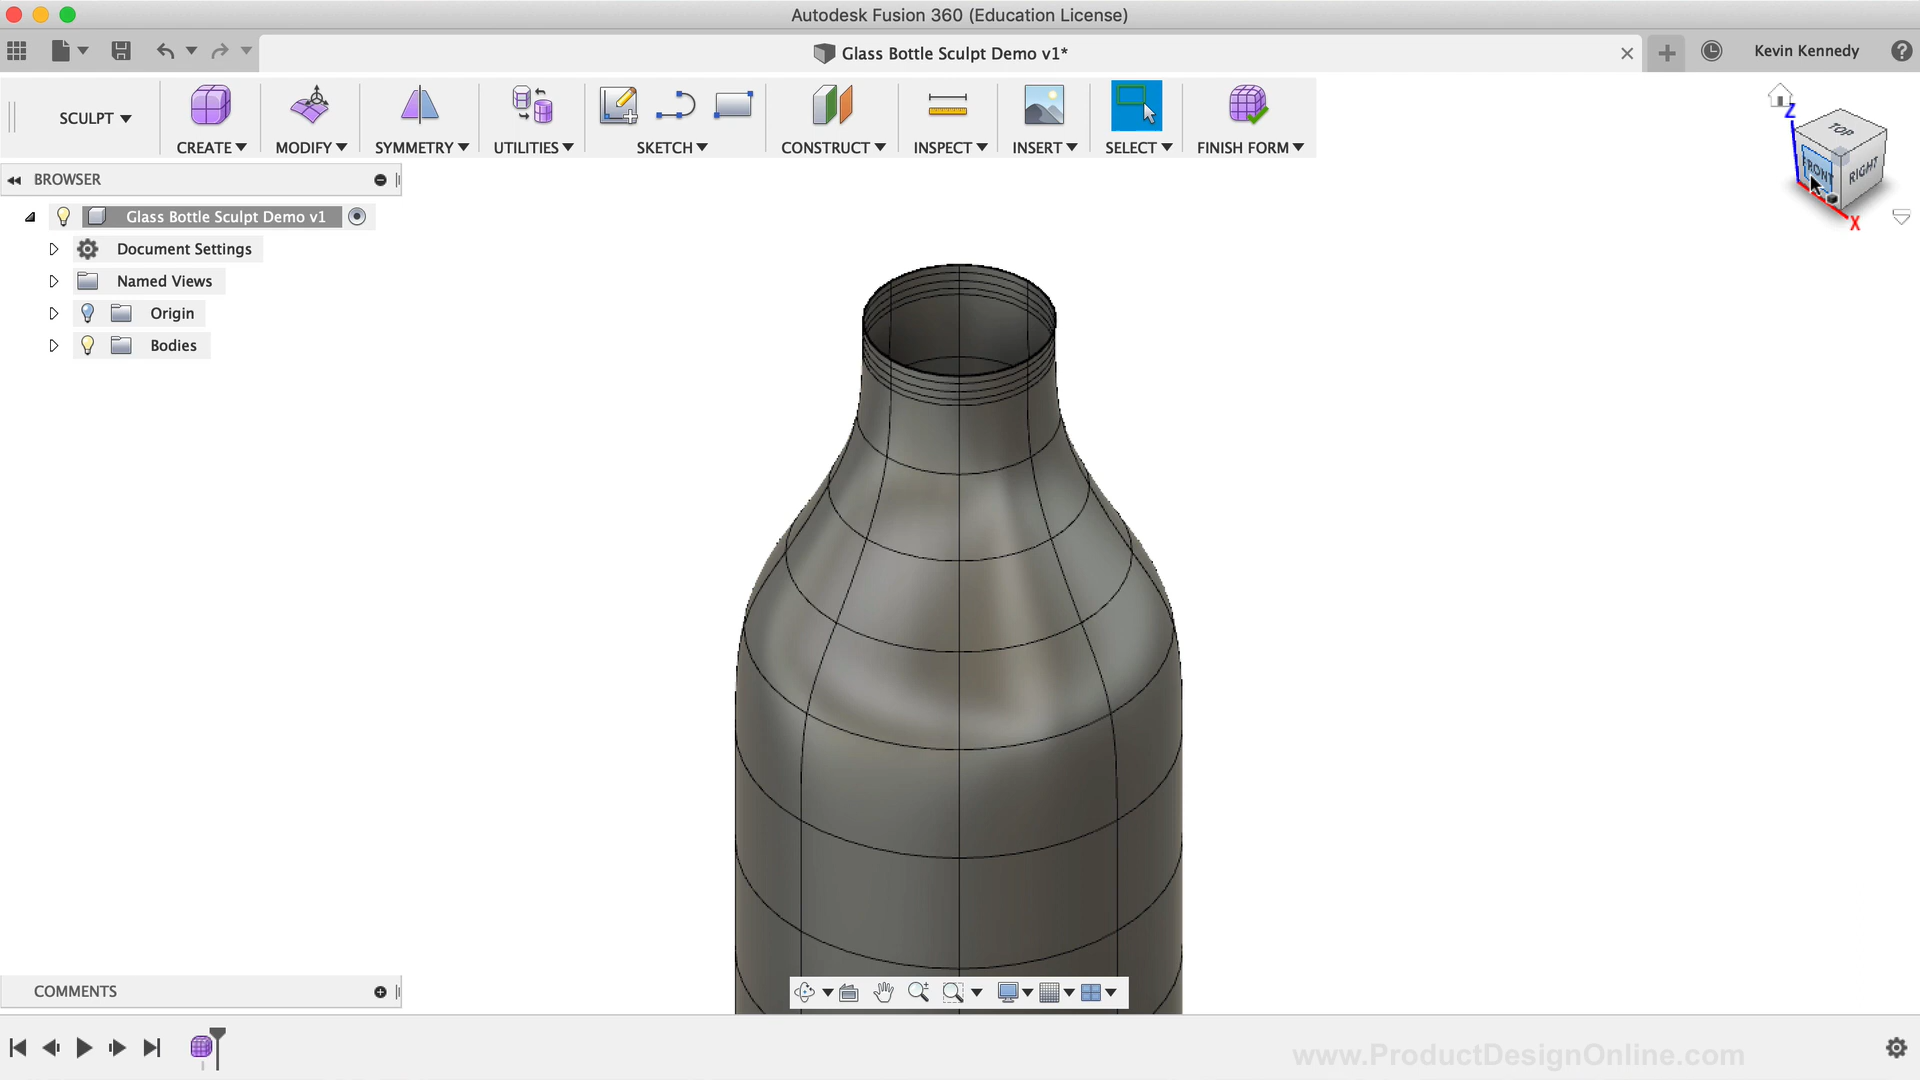 Autodesk Fusion 360 (Education License)
Glass Bottle Sculpt Demo v1*
Kevin Kennedy
SCULPT
CREATE
MODIFY
SYMMETRY
UTILITIES
SKETCH
CONSTRUCT
INSPECT
INSERT
SELECT
FINISH FORM
Z
TOP
FRONT
RIGHT
X
BROWSER
Glass Bottle Sculpt Demo v1
Document Settings
Named Views
Origin
Bodies
COMMENTS
www.ProductDesignOnline.com